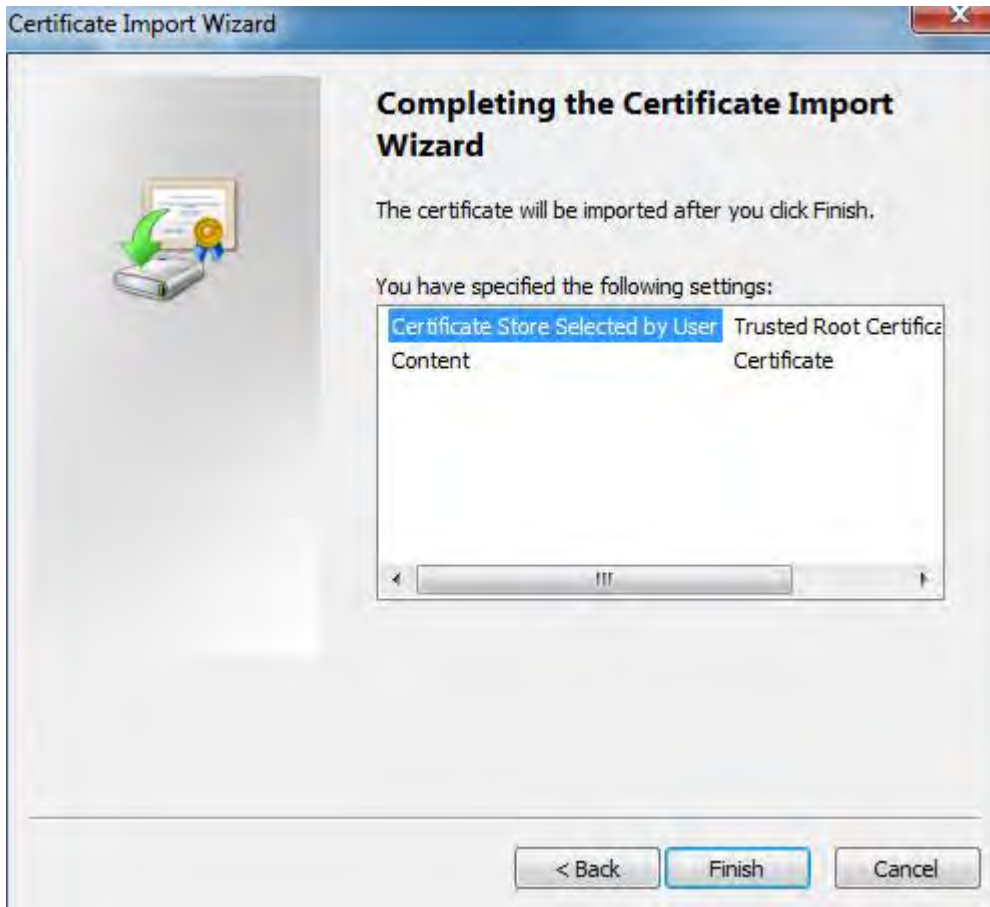 Certificate Import Wizard
Completing the Certificate Import
Wizard
The certificate will be imported after you click Finish.
You have specified the following settings:
Certificate Store Selected by User Trusted Root Certifica
Content Certificate
< Back Finish Cancel